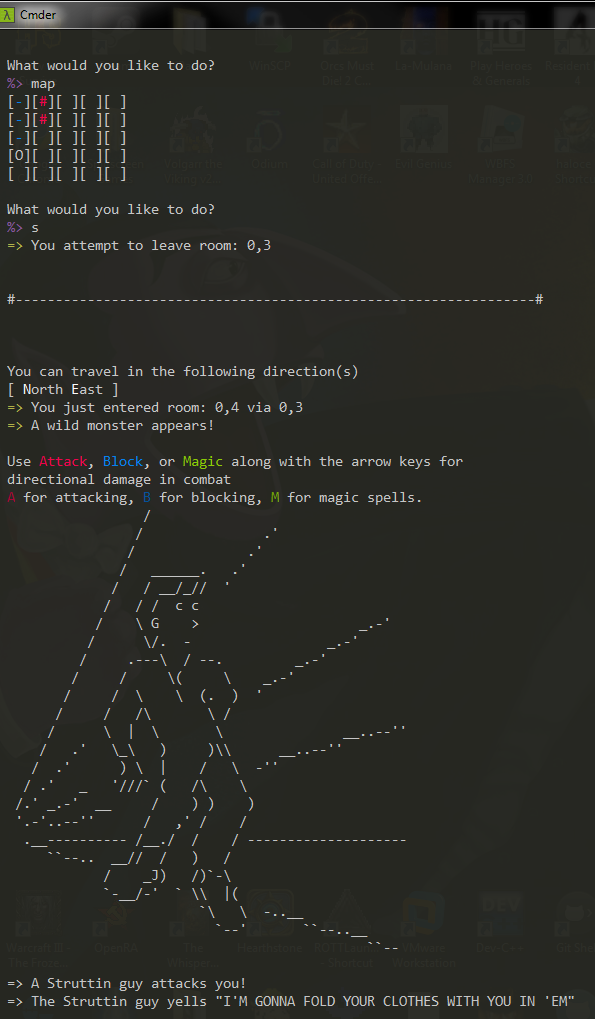 Cmder
What would you like to do?
%> map
[-][#][ ][ ][ ]
[-][#][ ][ ][ ]
[-][ ][ ][ ][ ]
[O][ ][ ][ ][ ]
[ ][ ][ ][ ][ ]
What would you like to do?
%> s
=> You attempt to leave room: 0,3
#-----------------------------------------------------------------#
You can travel in the following direction(s)
[ North East ]
=> You just entered room: 0,4 via 0,3
=> A wild monster appears!
Use Attack, Block, or Magic along with the arrow keys for
directional damage in combat
A for attacking, B for blocking, M for magic spells.
=> A Struttin guy attacks you!
=> The Struttin guy yells "I'M GONNA FOLD YOUR CLOTHES WITH YOU IN 'EM"